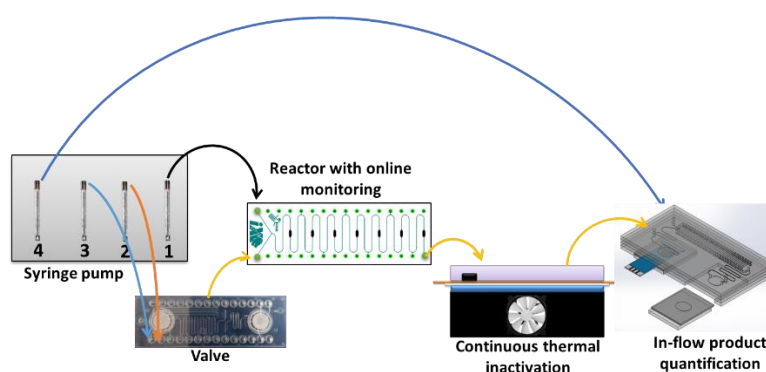 Reactor with online
monitoring
4 3 2 1
Syringe pump
Valve
Continuous thermal
inactivation
In-flow product
quantification